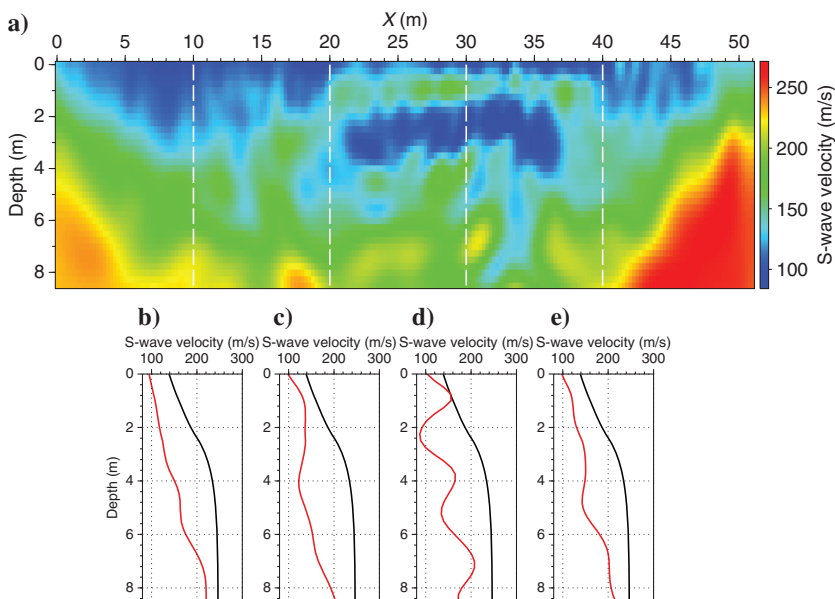 X (m)
a)
0 5 10 15 20 25 30 35 40 45 50
0
2
4
6
8
Depth (m)
250
200
150
100
S-wave velocity (m/s)
b) c) d) e)
S-wave velocity (m/s) S-wave velocity (m/s) S-wave velocity (m/s) S-wave velocity (m/s)
100 200 300 100 200 300 100 200 300 100 200 300
0 0 0 0
2 2 2 2
4 4 4 4
6 6 6 6
8 8 8 8
Depth (m)